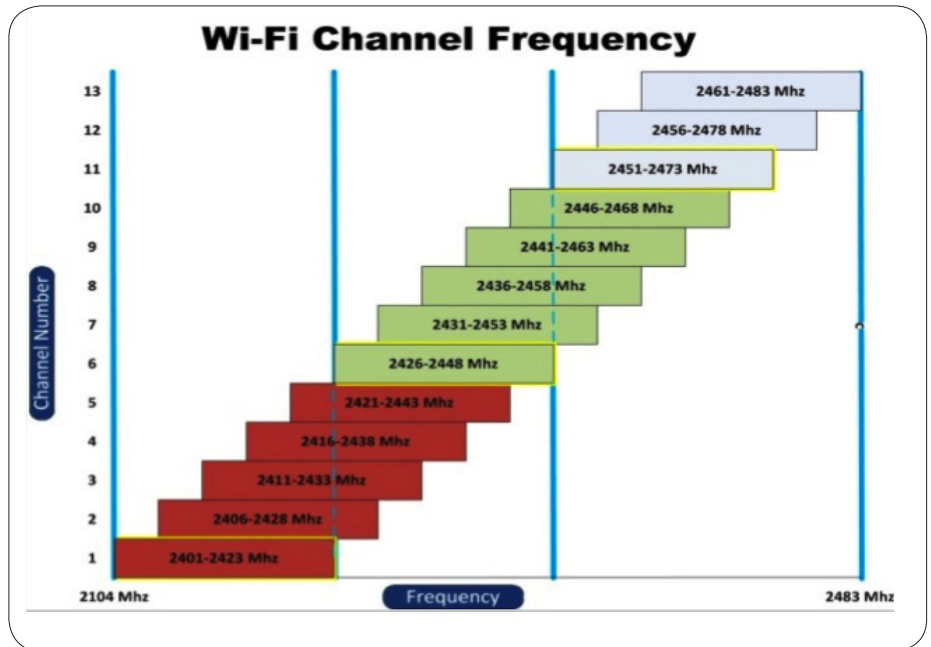 Wi-Fi Channel Frequency
13
2461-2483 Mhz
12
2456-2478 Mhz
11
2451-2473 Mhz
10
2446-2468 Mhz
9
2441-2463 Mhz
8
2436-2458 Mhz
7
2431-2453 Mhz
6
2426-2448 Mhz
5
2421-2443 Mhz
4
2416-2438 Mhz
3
2411-2433 Mhz
2
2406-2428 Mhz
1
2401-2423 Mhz
Channel Number
2104 Mhz
Frequency
2483 Mhz